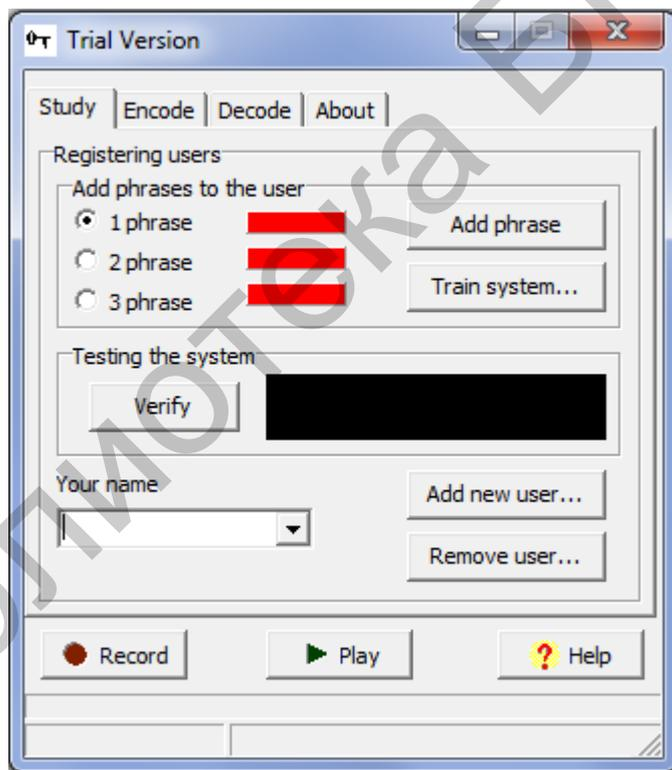 Trial Version
Study Encode Decode About
Registering users
Add phrases to the user
1 phrase
2 phrase
3 phrase
Add phrase
Train system...
Testing the system
Verify
Your name
Add new user...
Remove user...
Record Play Help